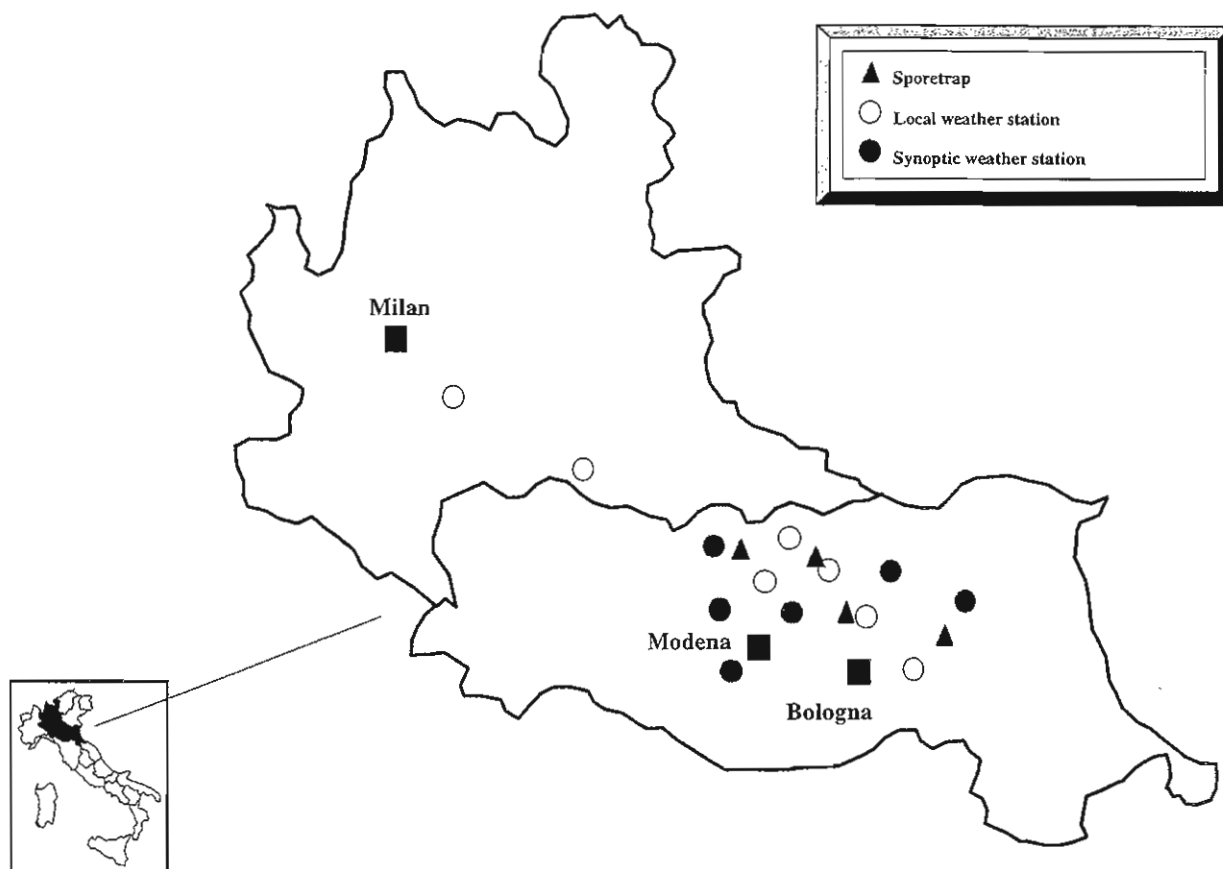 Sporetrap
Local weather station
Synoptic weather station
Milan
Modena
Bologna